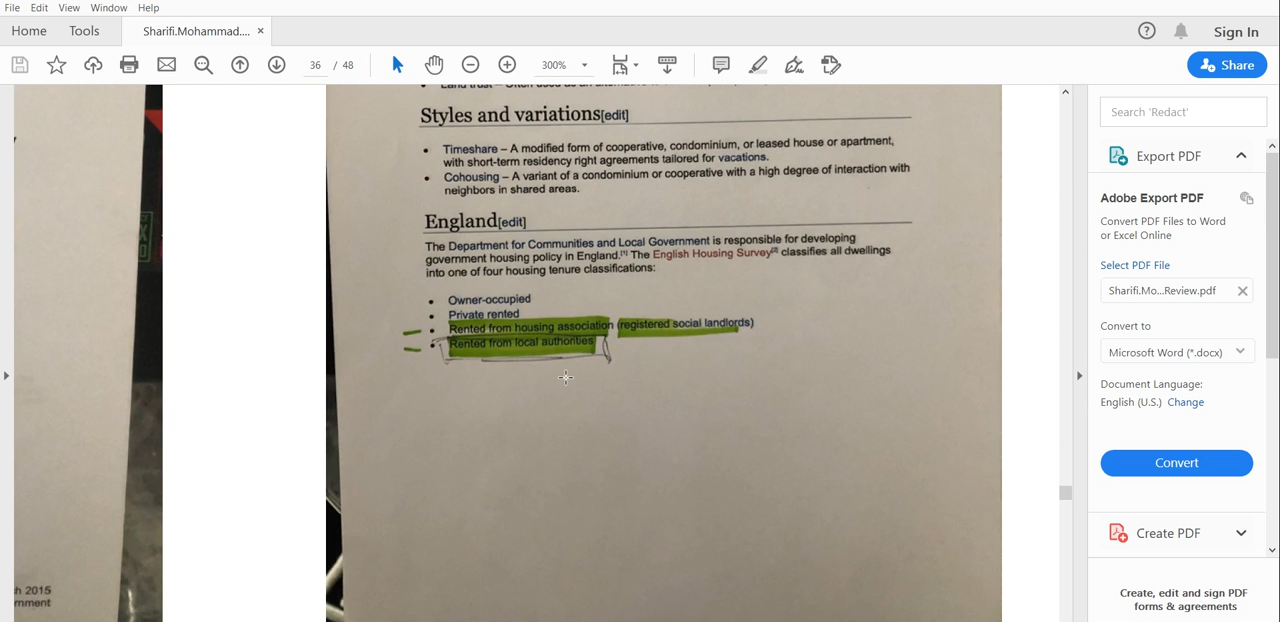 File Edit View Window Help
Home Tools Sharifi.Mohammad.... × Sign In
36 / 48 300% Share
Styles and variations[edit]
• Timeshare – A modified form of cooperative, condominium, or leased house or apartment,
with short-term residency right agreements tailored for vacations.
• Cohousing – A variant of a condominium or cooperative with a high degree of interaction with
neighbors in shared areas.
England[edit]
The Department for Communities and Local Government is responsible for developing
government housing policy in England.[1] The English Housing Survey[2] classifies all dwellings
into one of four housing tenure classifications:
• Owner-occupied
• Private rented
• Rented from housing association (registered social landlords)
• Rented from local authorities
h 2015
rnment
Search 'Redact'
Export PDF
Adobe Export PDF
Convert PDF Files to Word
or Excel Online
Select PDF File
Sharifi.Mo...Review.pdf
Convert to
Microsoft Word (*.docx)
Document Language:
English (U.S.) Change
Convert
Create PDF
Create, edit and sign PDF
forms & agreements